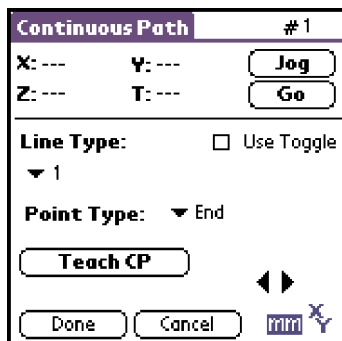 Continuous Path #1
X: --- Y: --- Jog
Z: --- T: --- Go
Line Type: Use Toggle
1
Point Type: End
Teach CP
Done Cancel mm X Y